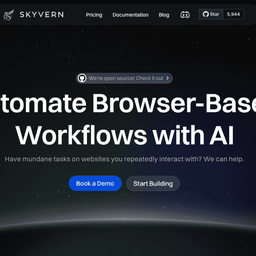 SKYVERN Pricing Documentation Blog Star 5,944
We're open source! Check it out
tomate Browser-Base
Workflows with AI
Have mundane tasks on websites you repeatedly interact with? We can help.
Book a Demo Start Building